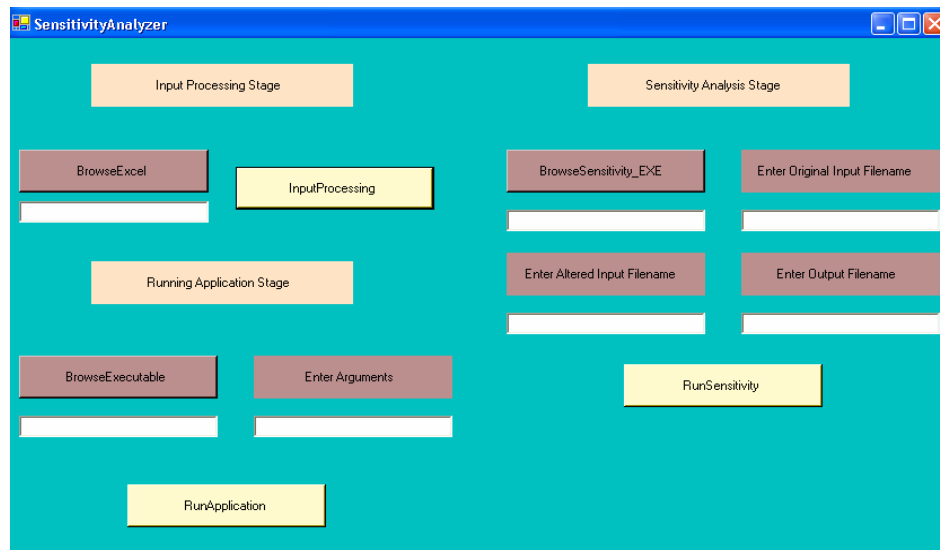 SensitivityAnalyzer
Input Processing Stage
Sensitivity Analysis Stage
BrowseExcel
InputProcessing
BrowseSensitivity_EXE
Enter Original Input Filename
Running Application Stage
Enter Altered Input Filename
Enter Output Filename
BrowseExecutable
Enter Arguments
RunSensitivity
RunApplication